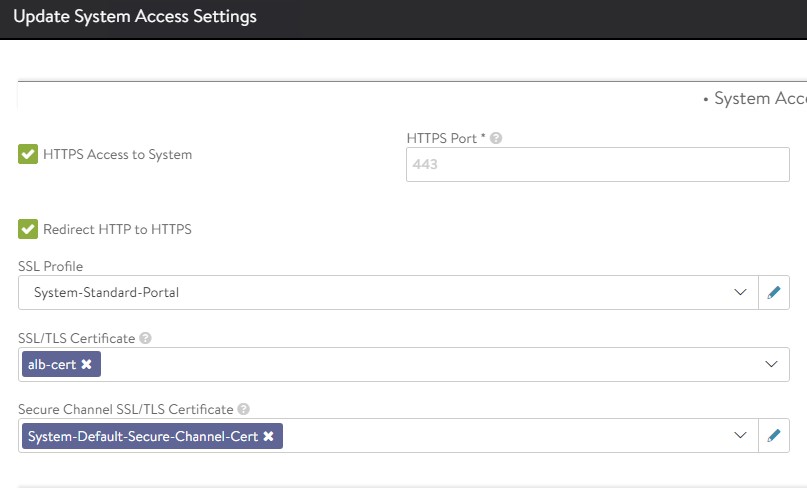 Update System Access Settings
• System Acc
HTTPS Access to System
HTTPS Port * ?
443
Redirect HTTP to HTTPS
SSL Profile
System-Standard-Portal
SSL/TLS Certificate ?
alb-cert ✖
Secure Channel SSL/TLS Certificate ?
System-Default-Secure-Channel-Cert ✖